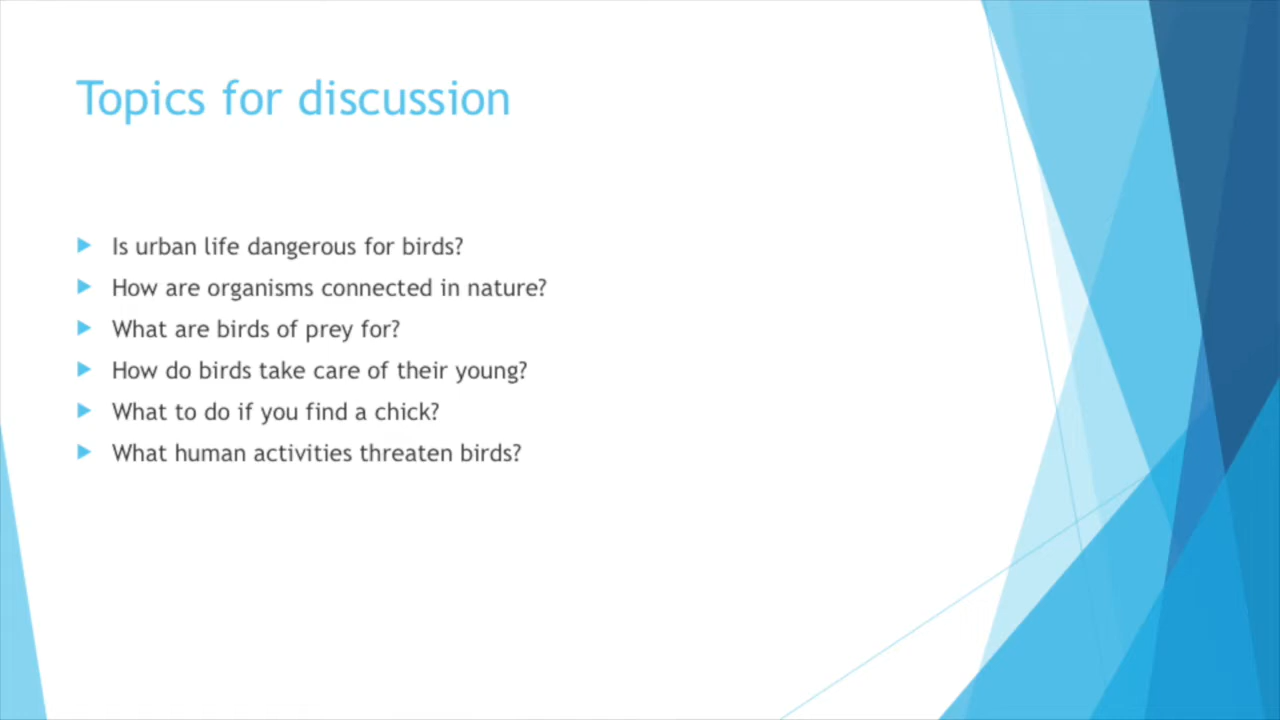 Topics for discussion
Is urban life dangerous for birds?
How are organisms connected in nature?
What are birds of prey for?
How do birds take care of their young?
What to do if you find a chick?
What human activities threaten birds?